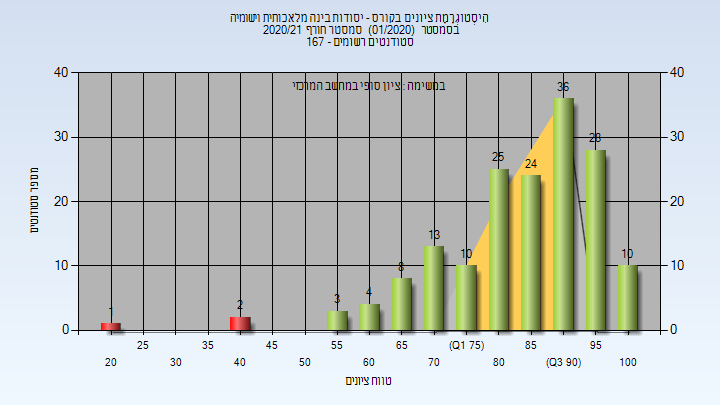 היסטוגרמת ציונים בקורס - יסודות בינה מלאכותית וישומיה
בסמסטר (01/2020) סמסטר חורף 2020/21
סטודנטים רשומים - 167
במשימה : ציון סופי במחשב המרכזי
40 40
30 30
20 20
10 10
0 0
מספר סטודנטים
1 2 3 4 8 13 10 25 24 36 28 10
25 35 45 55 65 (Q1 75) 85 95
20 30 40 50 60 70 80 (Q3 90) 100
טווח ציונים